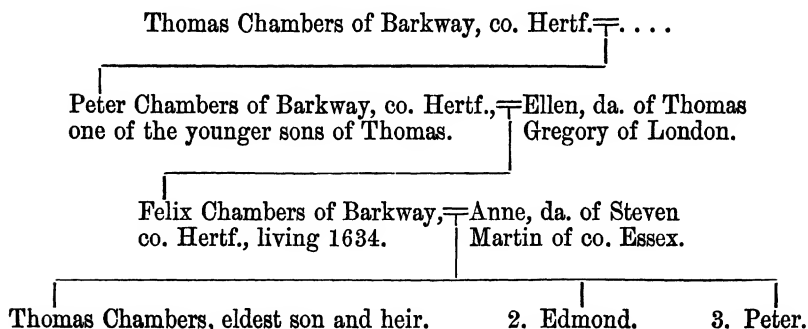 Thomas Chambers of Barkway, co. Hertf.=. . . .
Peter Chambers of Barkway, co. Hertf.,=Ellen, da. of Thomas
one of the younger sons of Thomas. Gregory of London.
Felix Chambers of Barkway,=Anne, da. of Steven
co. Hertf., living 1634. Martin of co. Essex.
Thomas Chambers, eldest son and heir. 2. Edmond. 3. Peter.